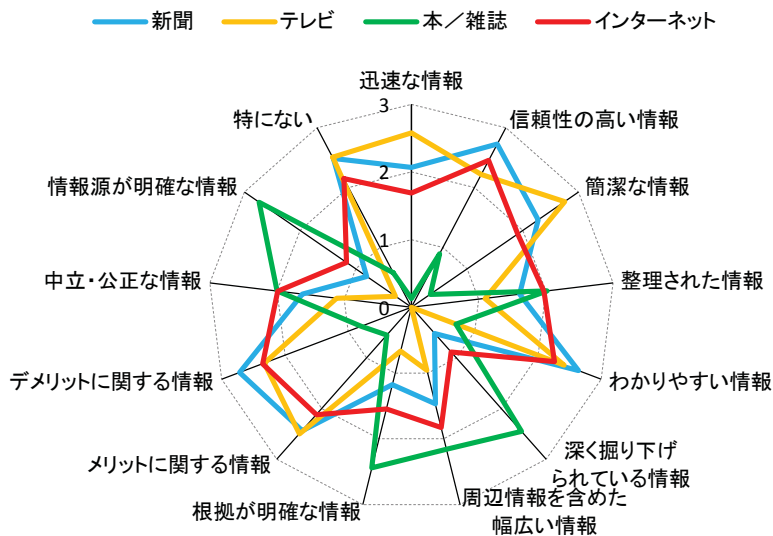 新聞
テレビ
本／雑誌
インターネット
迅速な情報
信頼性の高い情報
簡潔な情報
整理された情報
わかりやすい情報
深く掘り下げ
られている情報
周辺情報を含めた
幅広い情報
根拠が明確な情報
メリットに関する情報
デメリットに関する情報
中立・公正な情報
情報源が明確な情報
特にない
3
2
1
0